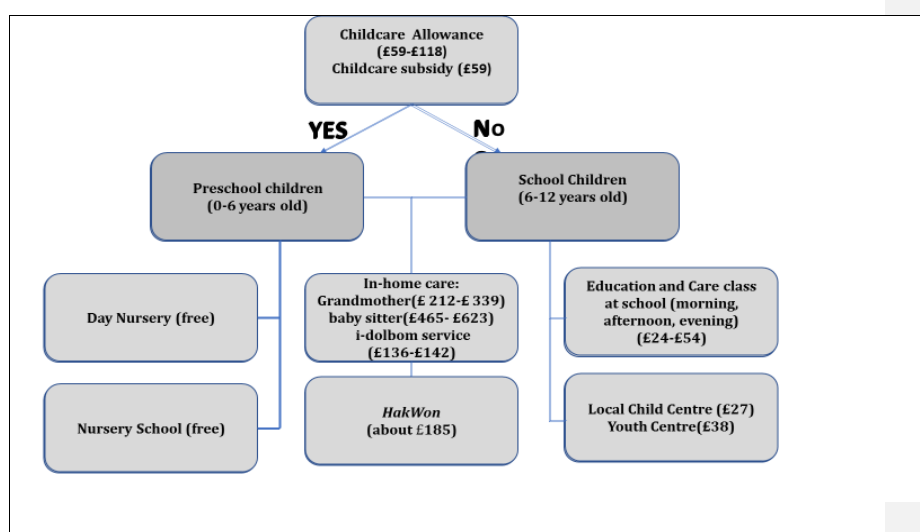 Childcare Allowance
(£59-£118)
Childcare subsidy (£59)
YES
No
Preschool children
(0-6 years old)
School Children
(6-12 years old)
Day Nursery (free)
In-home care:
Grandmother(£ 212-£ 339)
baby sitter(£465- £623)
i-dolbom service
(£136-£142)
Education and Care class
at school (morning,
afternoon, evening)
(£24-£54)
Nursery School (free)
HakWon
(about £185)
Local Child Centre (£27)
Youth Centre(£38)